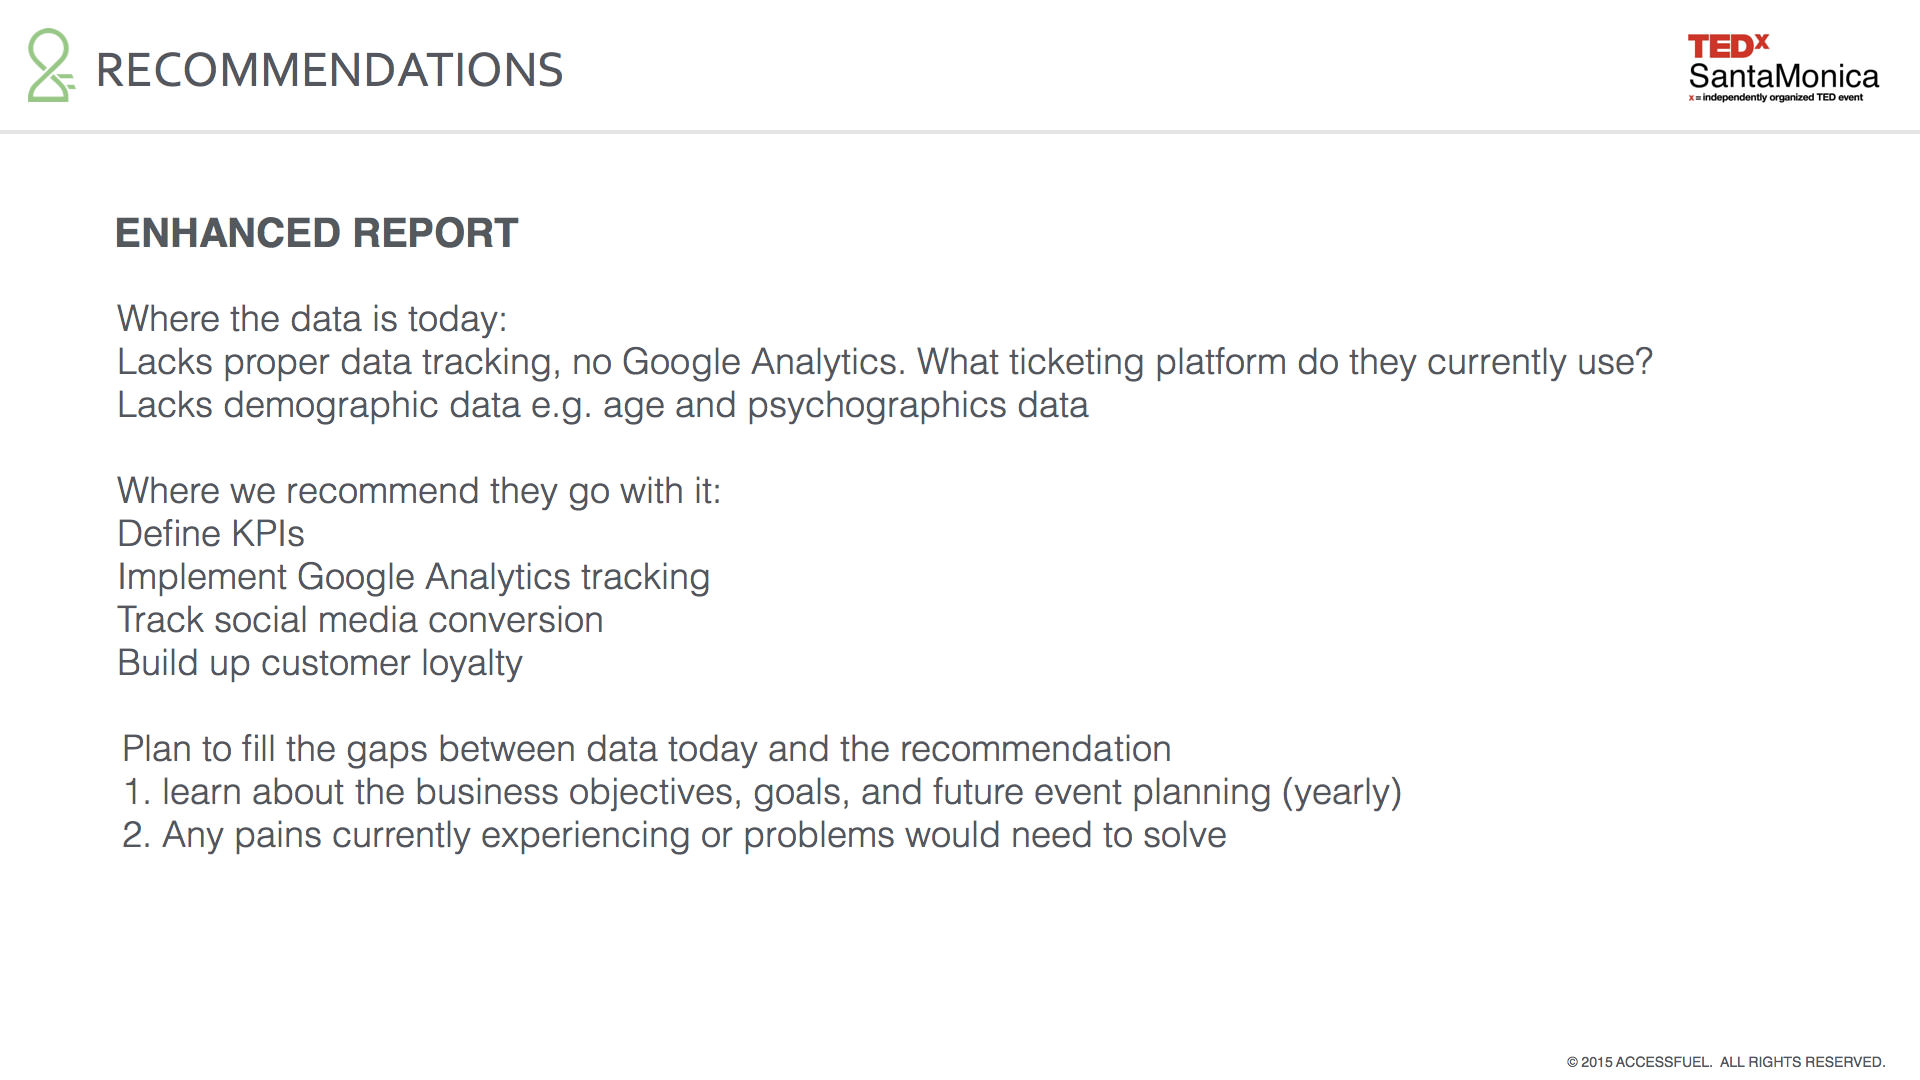 RECOMMENDATIONS
TEDx
SantaMonica
x = independently organized TED event
ENHANCED REPORT
Where the data is today:
Lacks proper data tracking, no Google Analytics. What ticketing platform do they currently use?
Lacks demographic data e.g. age and psychographics data
Where we recommend they go with it:
Define KPIs
Implement Google Analytics tracking
Track social media conversion
Build up customer loyalty
Plan to fill the gaps between data today and the recommendation
1. learn about the business objectives, goals, and future event planning (yearly)
2. Any pains currently experiencing or problems would need to solve
© 2015 ACCESSFUEL. ALL RIGHTS RESERVED.